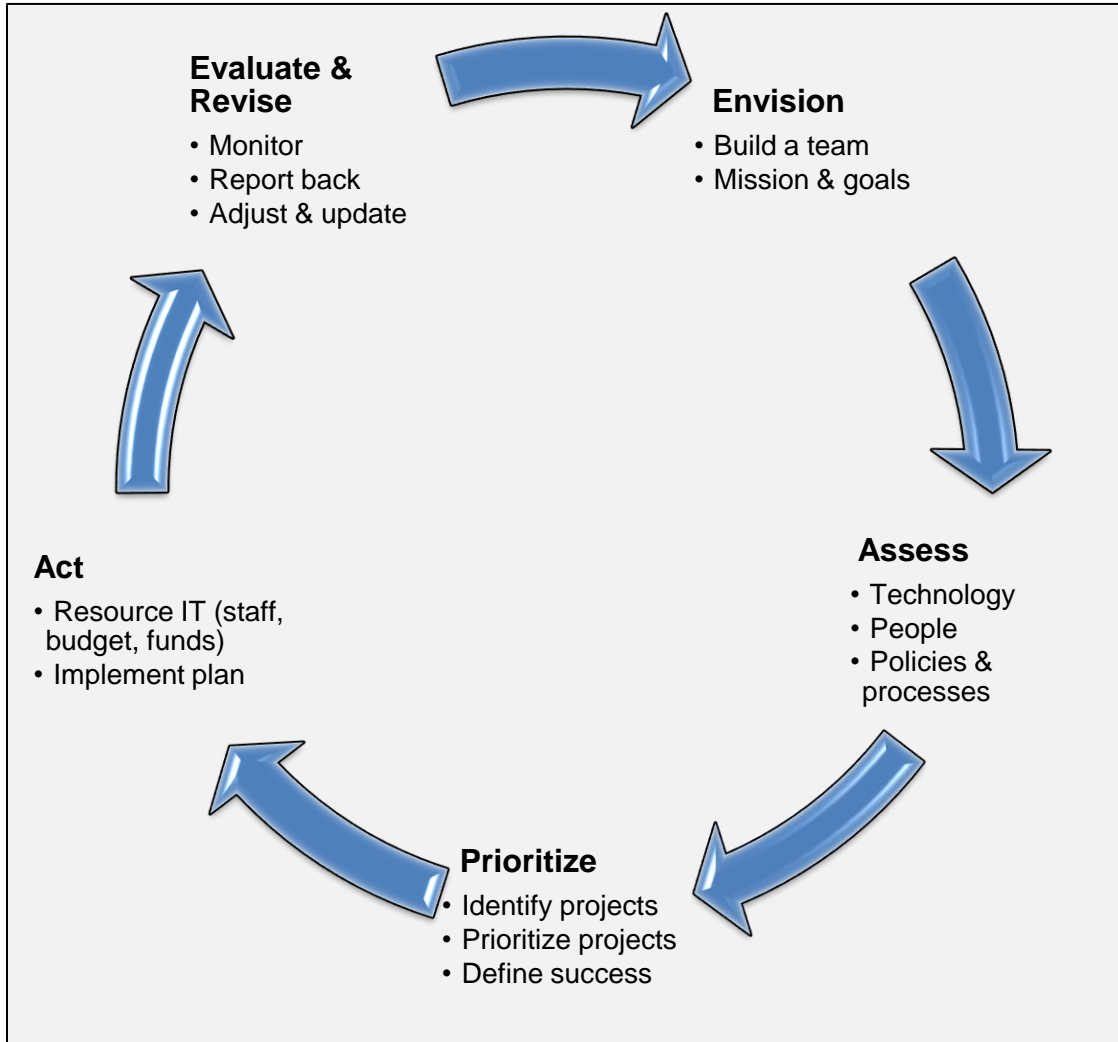 Evaluate &
Revise
• Monitor
• Report back
• Adjust & update
Envision
• Build a team
• Mission & goals
Assess
• Technology
• People
• Policies &
processes
Prioritize
• Identify projects
• Prioritize projects
• Define success
Act
• Resource IT (staff,
budget, funds)
• Implement plan